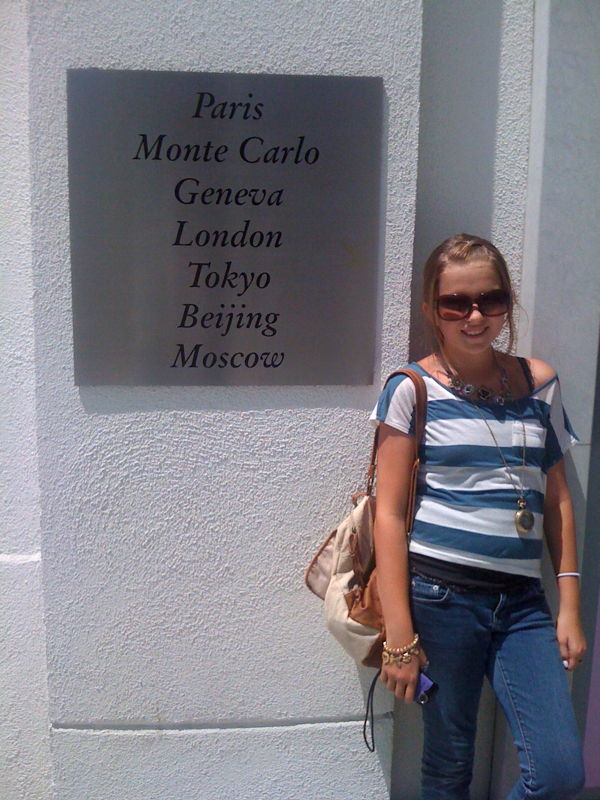 Paris
Monte Carlo
Geneva
London
Tokyo
Beijing
Moscow